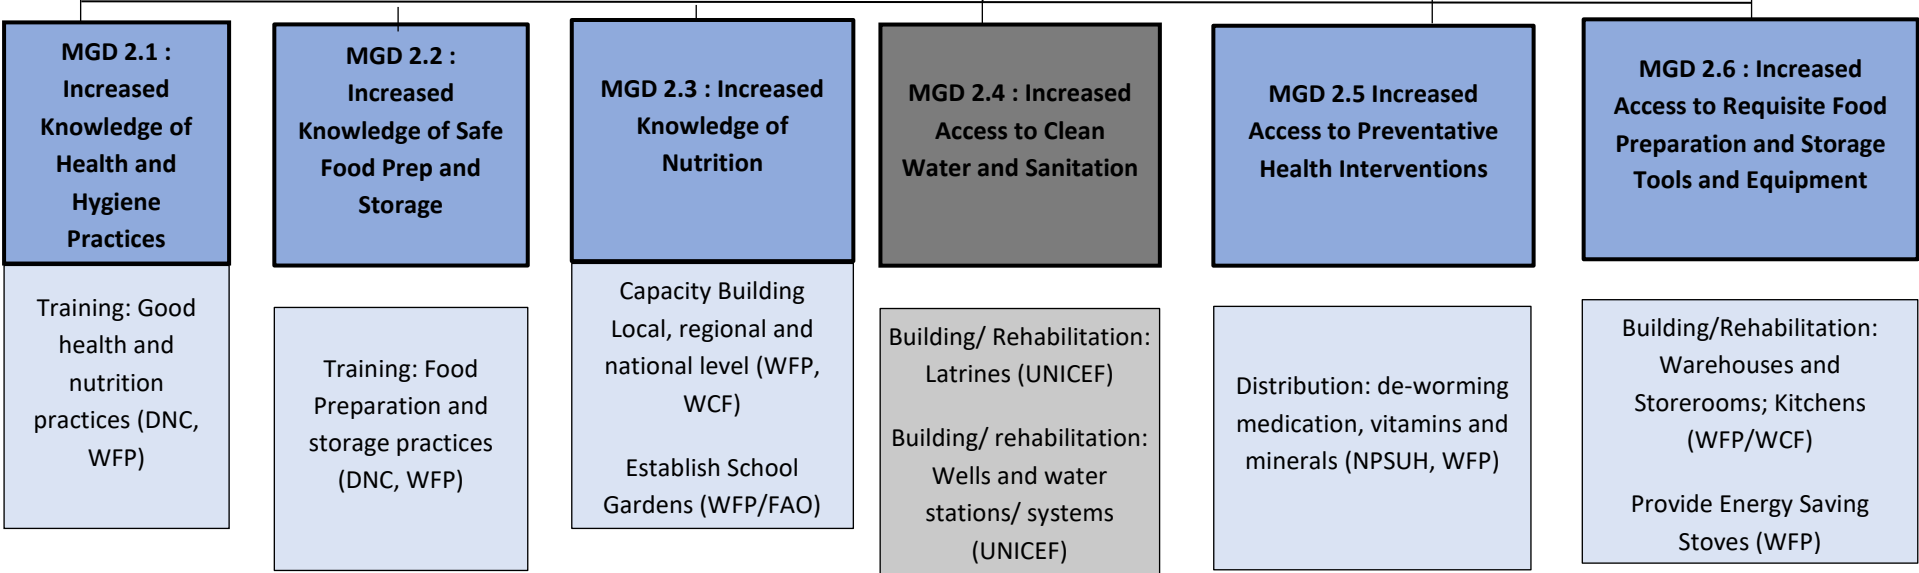 MGD 2.1 :
Increased
Knowledge of
Health and
Hygiene
Practices
Training: Good
health and
nutrition
practices (DNC,
WFP)
MGD 2.2 :
Increased
Knowledge of Safe
Food Prep and
Storage
Training: Food
Preparation and
storage practices
(DNC, WFP)
MGD 2.3 : Increased
Knowledge of
Nutrition
Capacity Building
Local, regional and
national level (WFP,
WCF)
Establish School
Gardens (WFP/FAO)
MGD 2.4 : Increased
Access to Clean
Water and Sanitation
Building/ Rehabilitation:
Latrines (UNICEF)
Building/ rehabilitation:
Wells and water
stations/ systems
(UNICEF)
MGD 2.5 Increased
Access to Preventative
Health Interventions
Distribution: de-worming
medication, vitamins and
minerals (NPSUH, WFP)
MGD 2.6 : Increased
Access to Requisite Food
Preparation and Storage
Tools and Equipment
Building/Rehabilitation:
Warehouses and
Storerooms; Kitchens
(WFP/WCF)
Provide Energy Saving
Stoves (WFP)